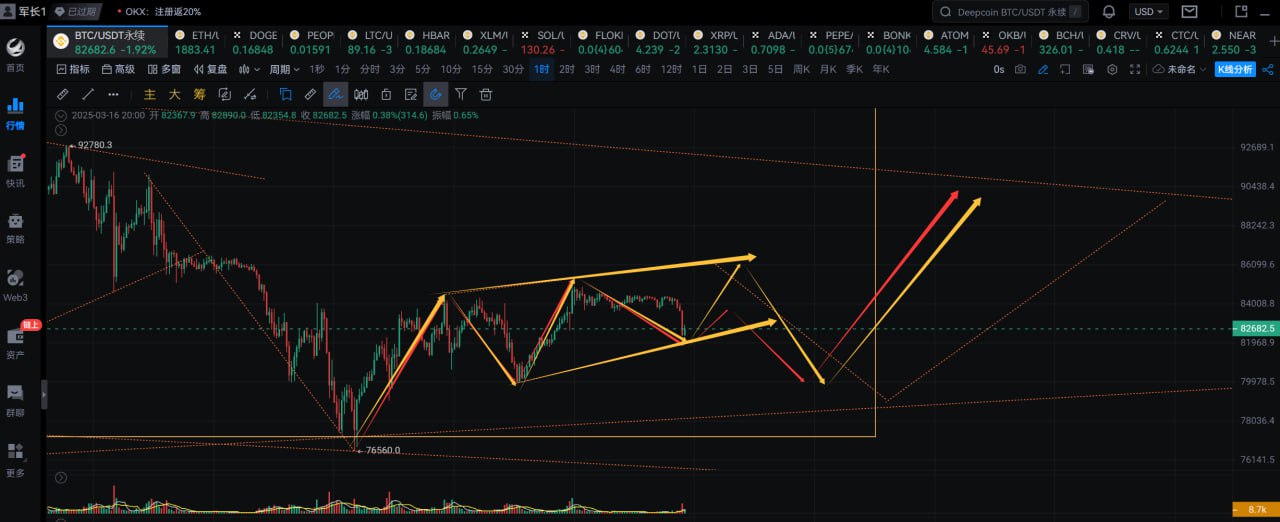 军长1 已过期 OKX：注册返20% Deepcoin BTC/USDT 永续 / USD
BTC/USDT永续 ETH/U DOGE PEOP LTC/U HBAR XLM/U SOL/U FLOKI DOT/U XRP/U ADA/U PEPE/ BONK ATOM OKB/U BCH/U CRV/U CTC/U NEAR
82682.6 -1.92% 1883.41 0.16848 0.01591 89.16 -3 0.18684 0.2649 - 130.26 - 0.0(4)60. 4.239 -2 2.3130 - 0.7098 - 0.0(5)67 0.0(4)10 4.584 -1 45.69 -1 326.01 - 0.418 -- 0.6244 1 2.550 -3
首页
指标 高级 多窗 复盘 周期 1秒 1分 分时 3分 5分 10分 15分 30分 1时 2时 3时 4时 6时 12时 1日 2日 3日 5日 周K 月K 季K 年K 0s 未命名 K线分析
主 大 筹
2025-03-16 20:00 开 82367.9 高 82890.0 低 82354.8 收 82682.5 涨幅 0.38%(314.6) 振幅 0.65%
行情
快讯
策略
Web3
链上
资产
群聊
更多
92780.3
76560.0
92689.1
90438.4
88242.3
86099.6
84008.8
82682.5
81968.9
79978.5
78036.4
76141.5
8.7k